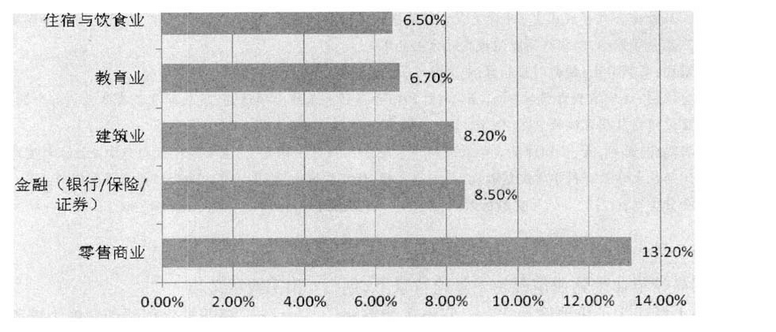 住宿与饮食业
6.50%
教育业
6.70%
建筑业
8.20%
金融（银行/保险/
证券）
8.50%
零售商业
13.20%
0.00% 2.00% 4.00% 6.00% 8.00% 10.00% 12.00% 14.00%